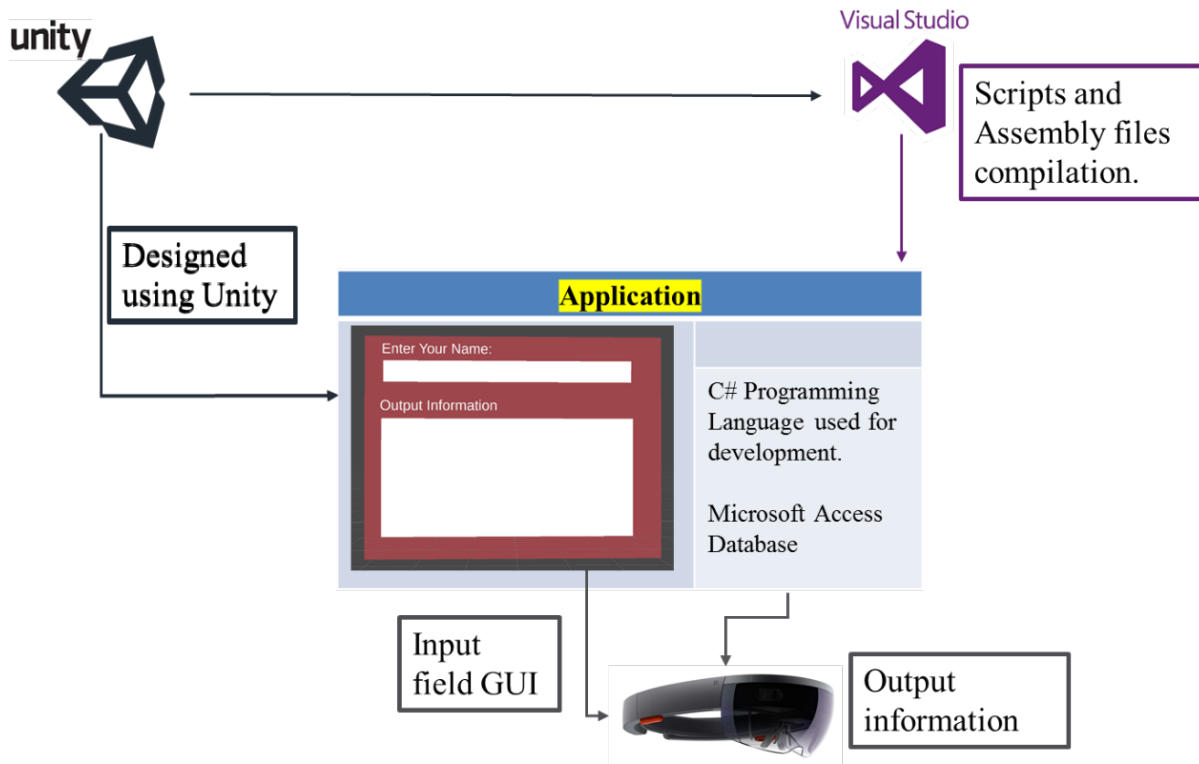 unity
Visual Studio
Scripts and
Assembly files
compilation.
Designed
using Unity
Application
Enter Your Name:
Output Information
C# Programming
Language used for
development.
Microsoft Access
Database
Input
field GUI
Output
information